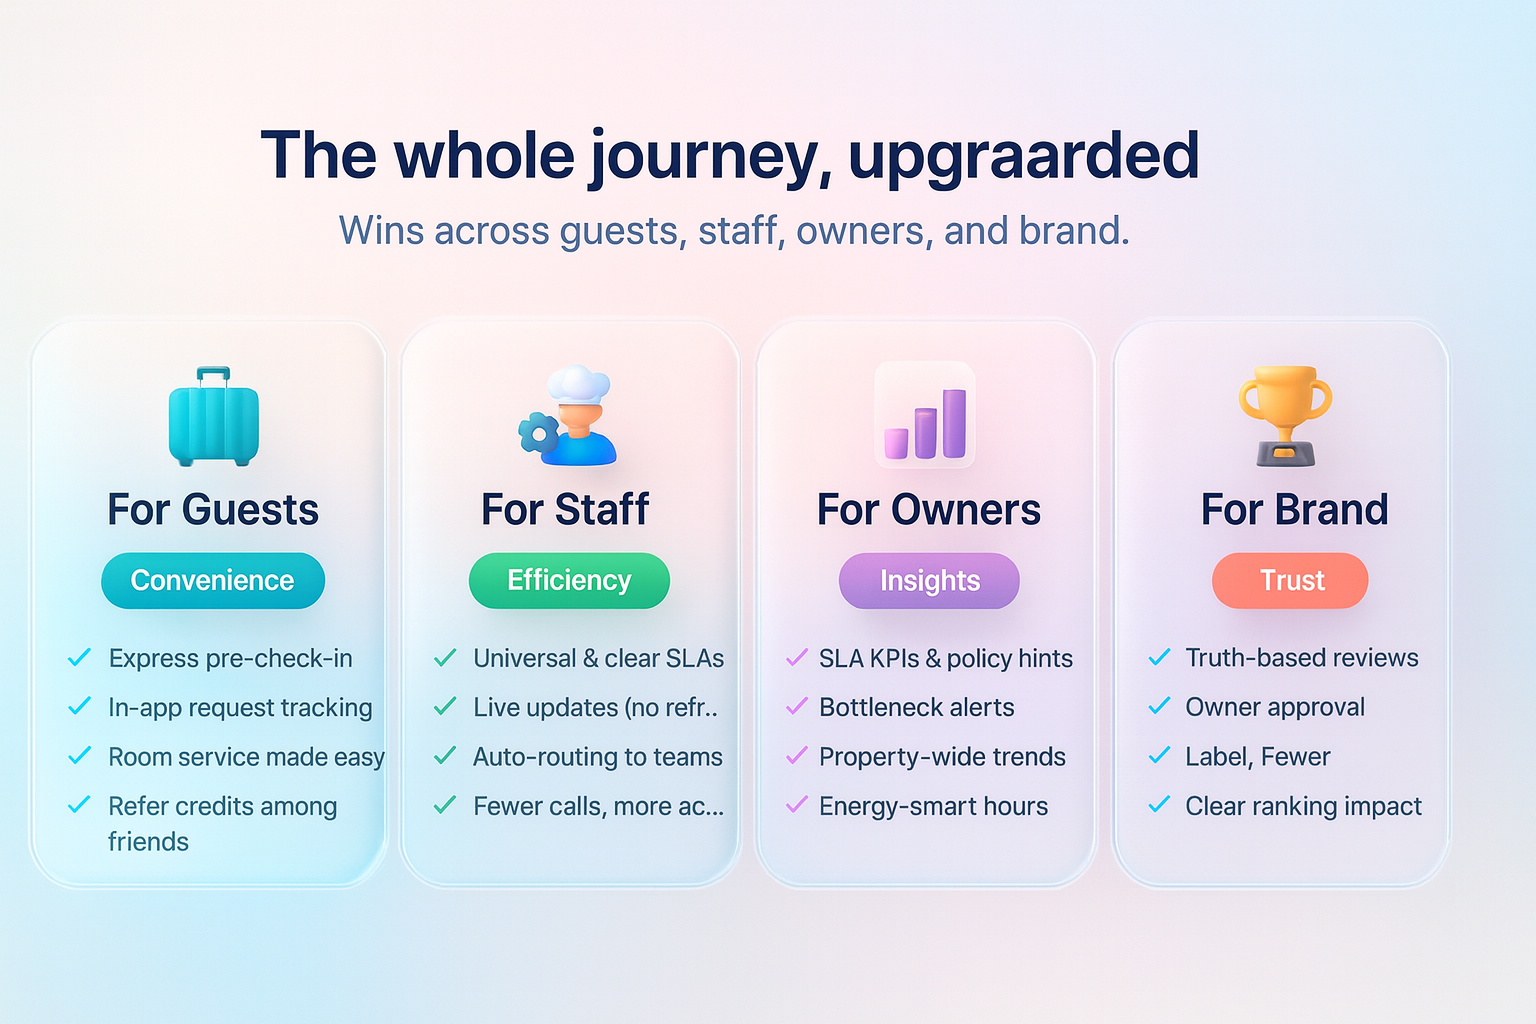 The whole journey, upgraarded
Wins across guests, staff, owners, and brand.
For Guests
Convenience
Express pre-check-in
In-app request tracking
Room service made easy
Refer credits among
friends
For Staff
Efficiency
Universal & clear SLAs
Live updates (no refr..
Auto-routing to teams
Fewer calls, more ac...
For Owners
Insights
SLA KPIs & policy hints
Bottleneck alerts
Property-wide trends
Energy-smart hours
For Brand
Trust
Truth-based reviews
Owner approval
Label, Fewer
Clear ranking impact